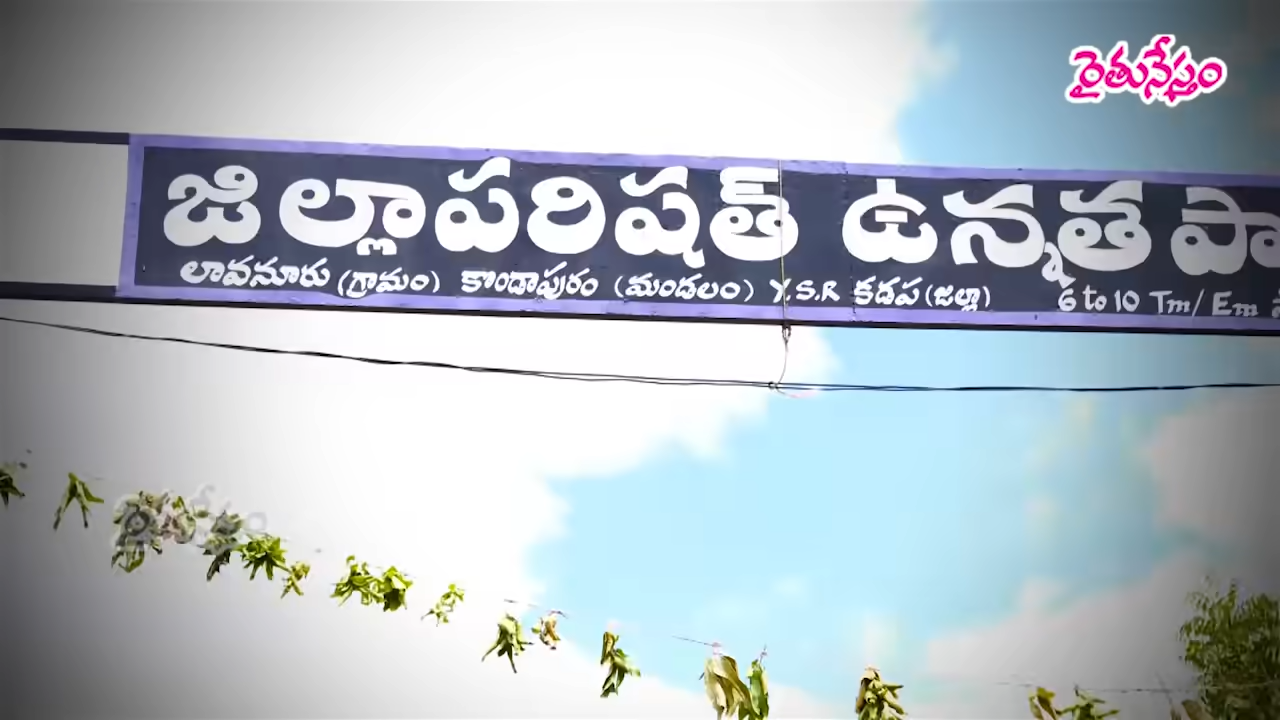 రైతునేస్తం
జిల్లాపరిషత్ ఉన్నత పా
లావనూరు (గ్రామం) కొండాపురం (మండలం) Y.S.R కడప (జిల్లా) 6 to 10 Tm/Em